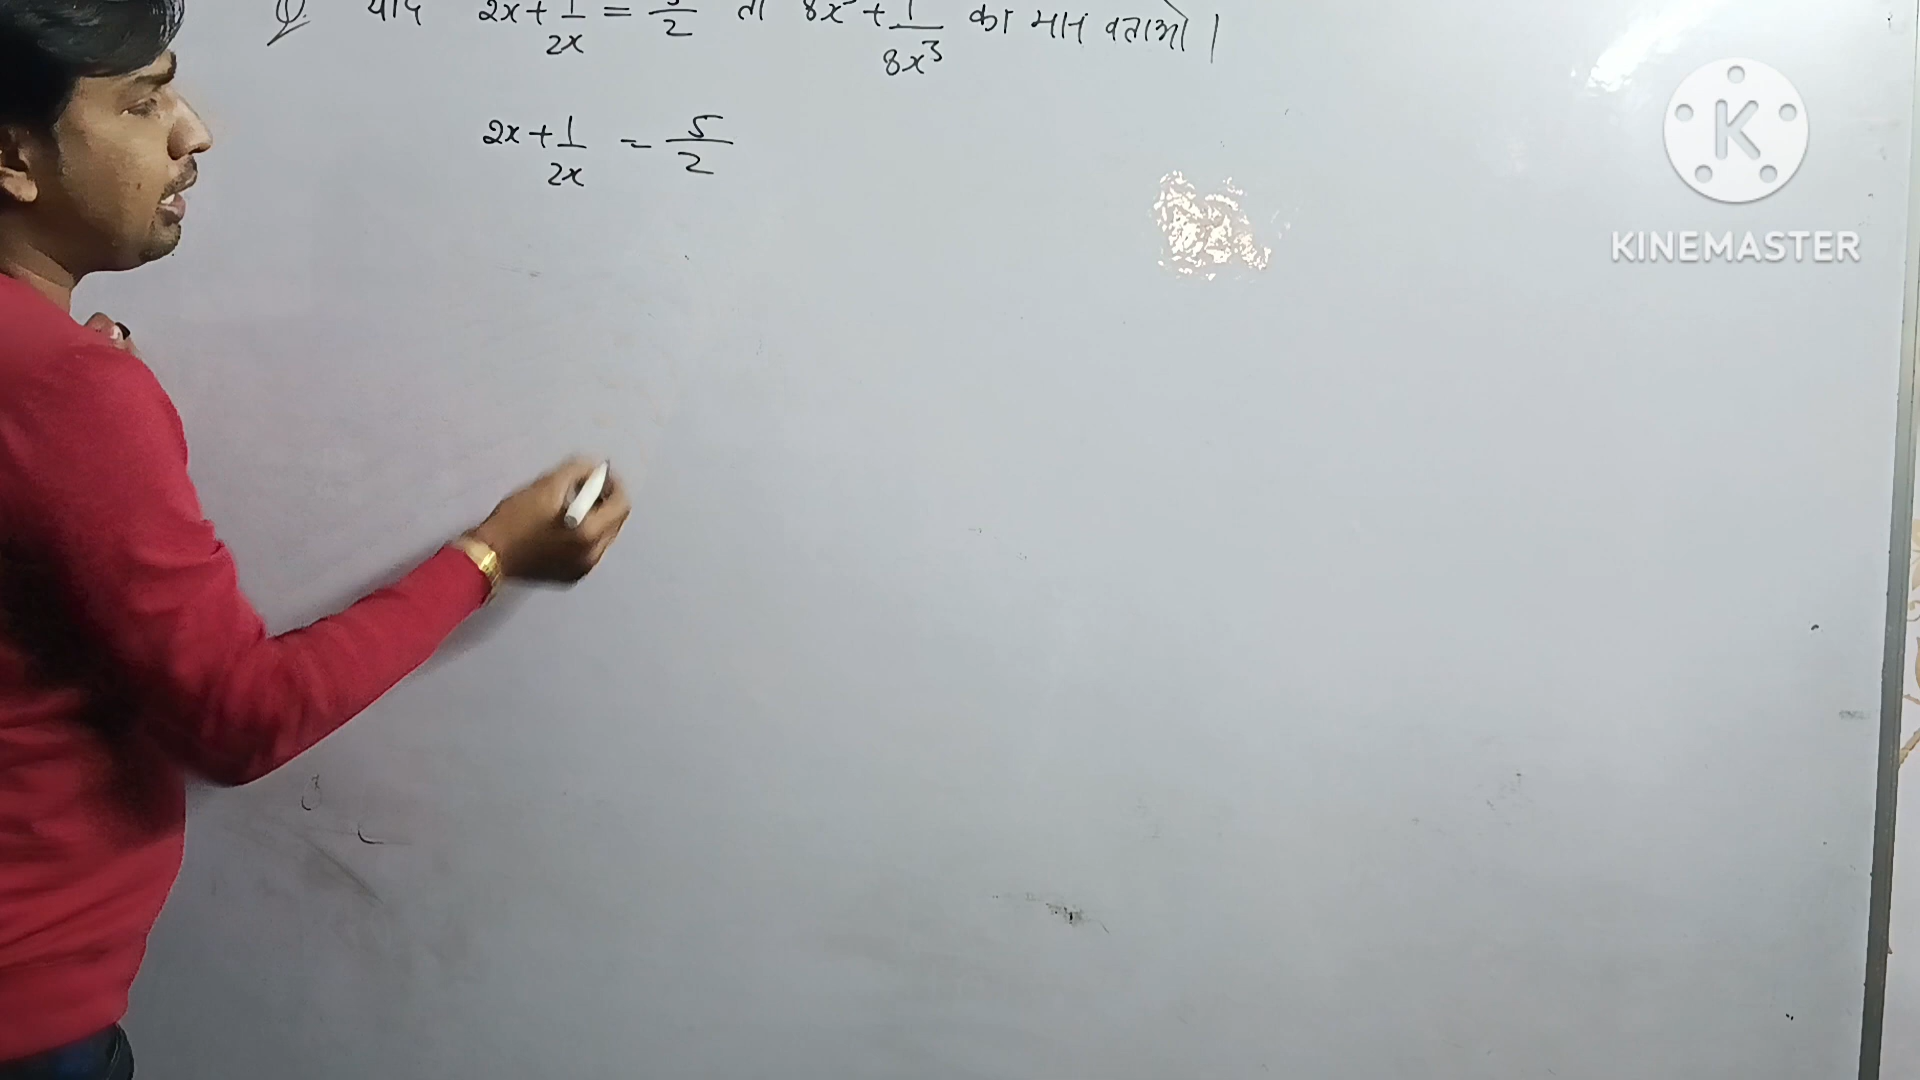 Q. यदि 2x + 1/2x = 5/2 तो 8x³ + 1/8x³ का मान बताओ।
2x + 1/2x = 5/2
K
KINEMASTER